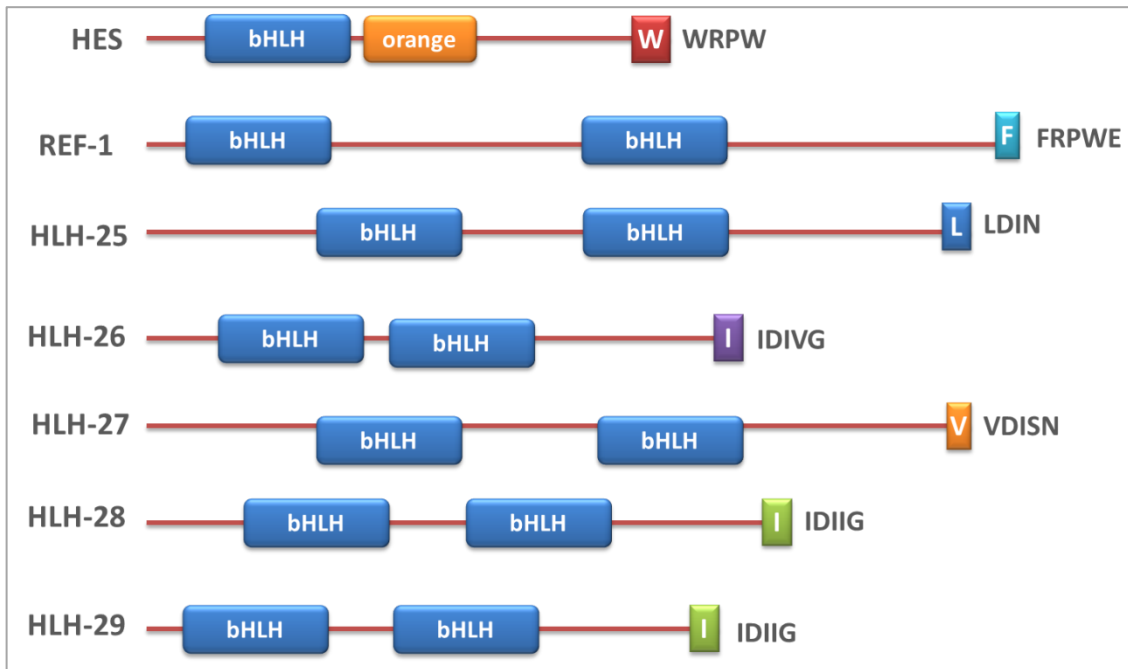 HES bHLH orange W WRPW
REF-1 bHLH bHLH F FRPWE
HLH-25 bHLH bHLH L LDIN
HLH-26 bHLH bHLH I IDIVG
HLH-27 bHLH bHLH V VDISN
HLH-28 bHLH bHLH I IDIIG
HLH-29 bHLH bHLH I IDIIG